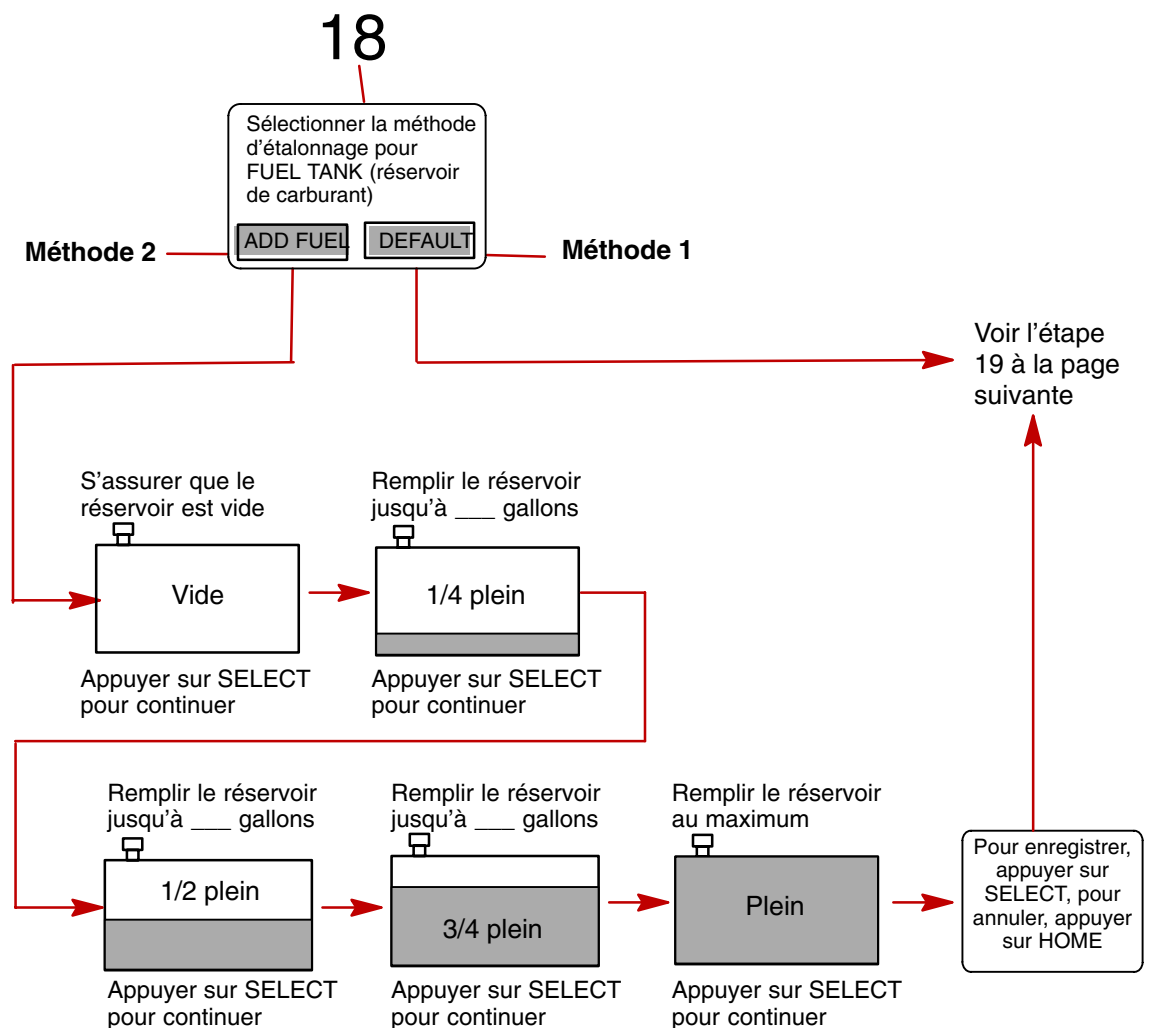 18
Sélectionner la méthode
d'étalonnage pour
FUEL TANK (réservoir
de carburant)
ADD FUEL
DEFAULT
Méthode 2
Méthode 1
Voir l'étape
19 à la page
suivante
S'assurer que le
réservoir est vide
Vide
Appuyer sur SELECT
pour continuer
Remplir le réservoir
jusqu'à ___ gallons
1/4 plein
Appuyer sur SELECT
pour continuer
Remplir le réservoir
jusqu'à ___ gallons
1/2 plein
Appuyer sur SELECT
pour continuer
Remplir le réservoir
jusqu'à ___ gallons
3/4 plein
Appuyer sur SELECT
pour continuer
Remplir le réservoir
au maximum
Plein
Appuyer sur SELECT
pour continuer
Pour enregistrer,
appuyer sur
SELECT, pour
annuler, appuyer
sur HOME